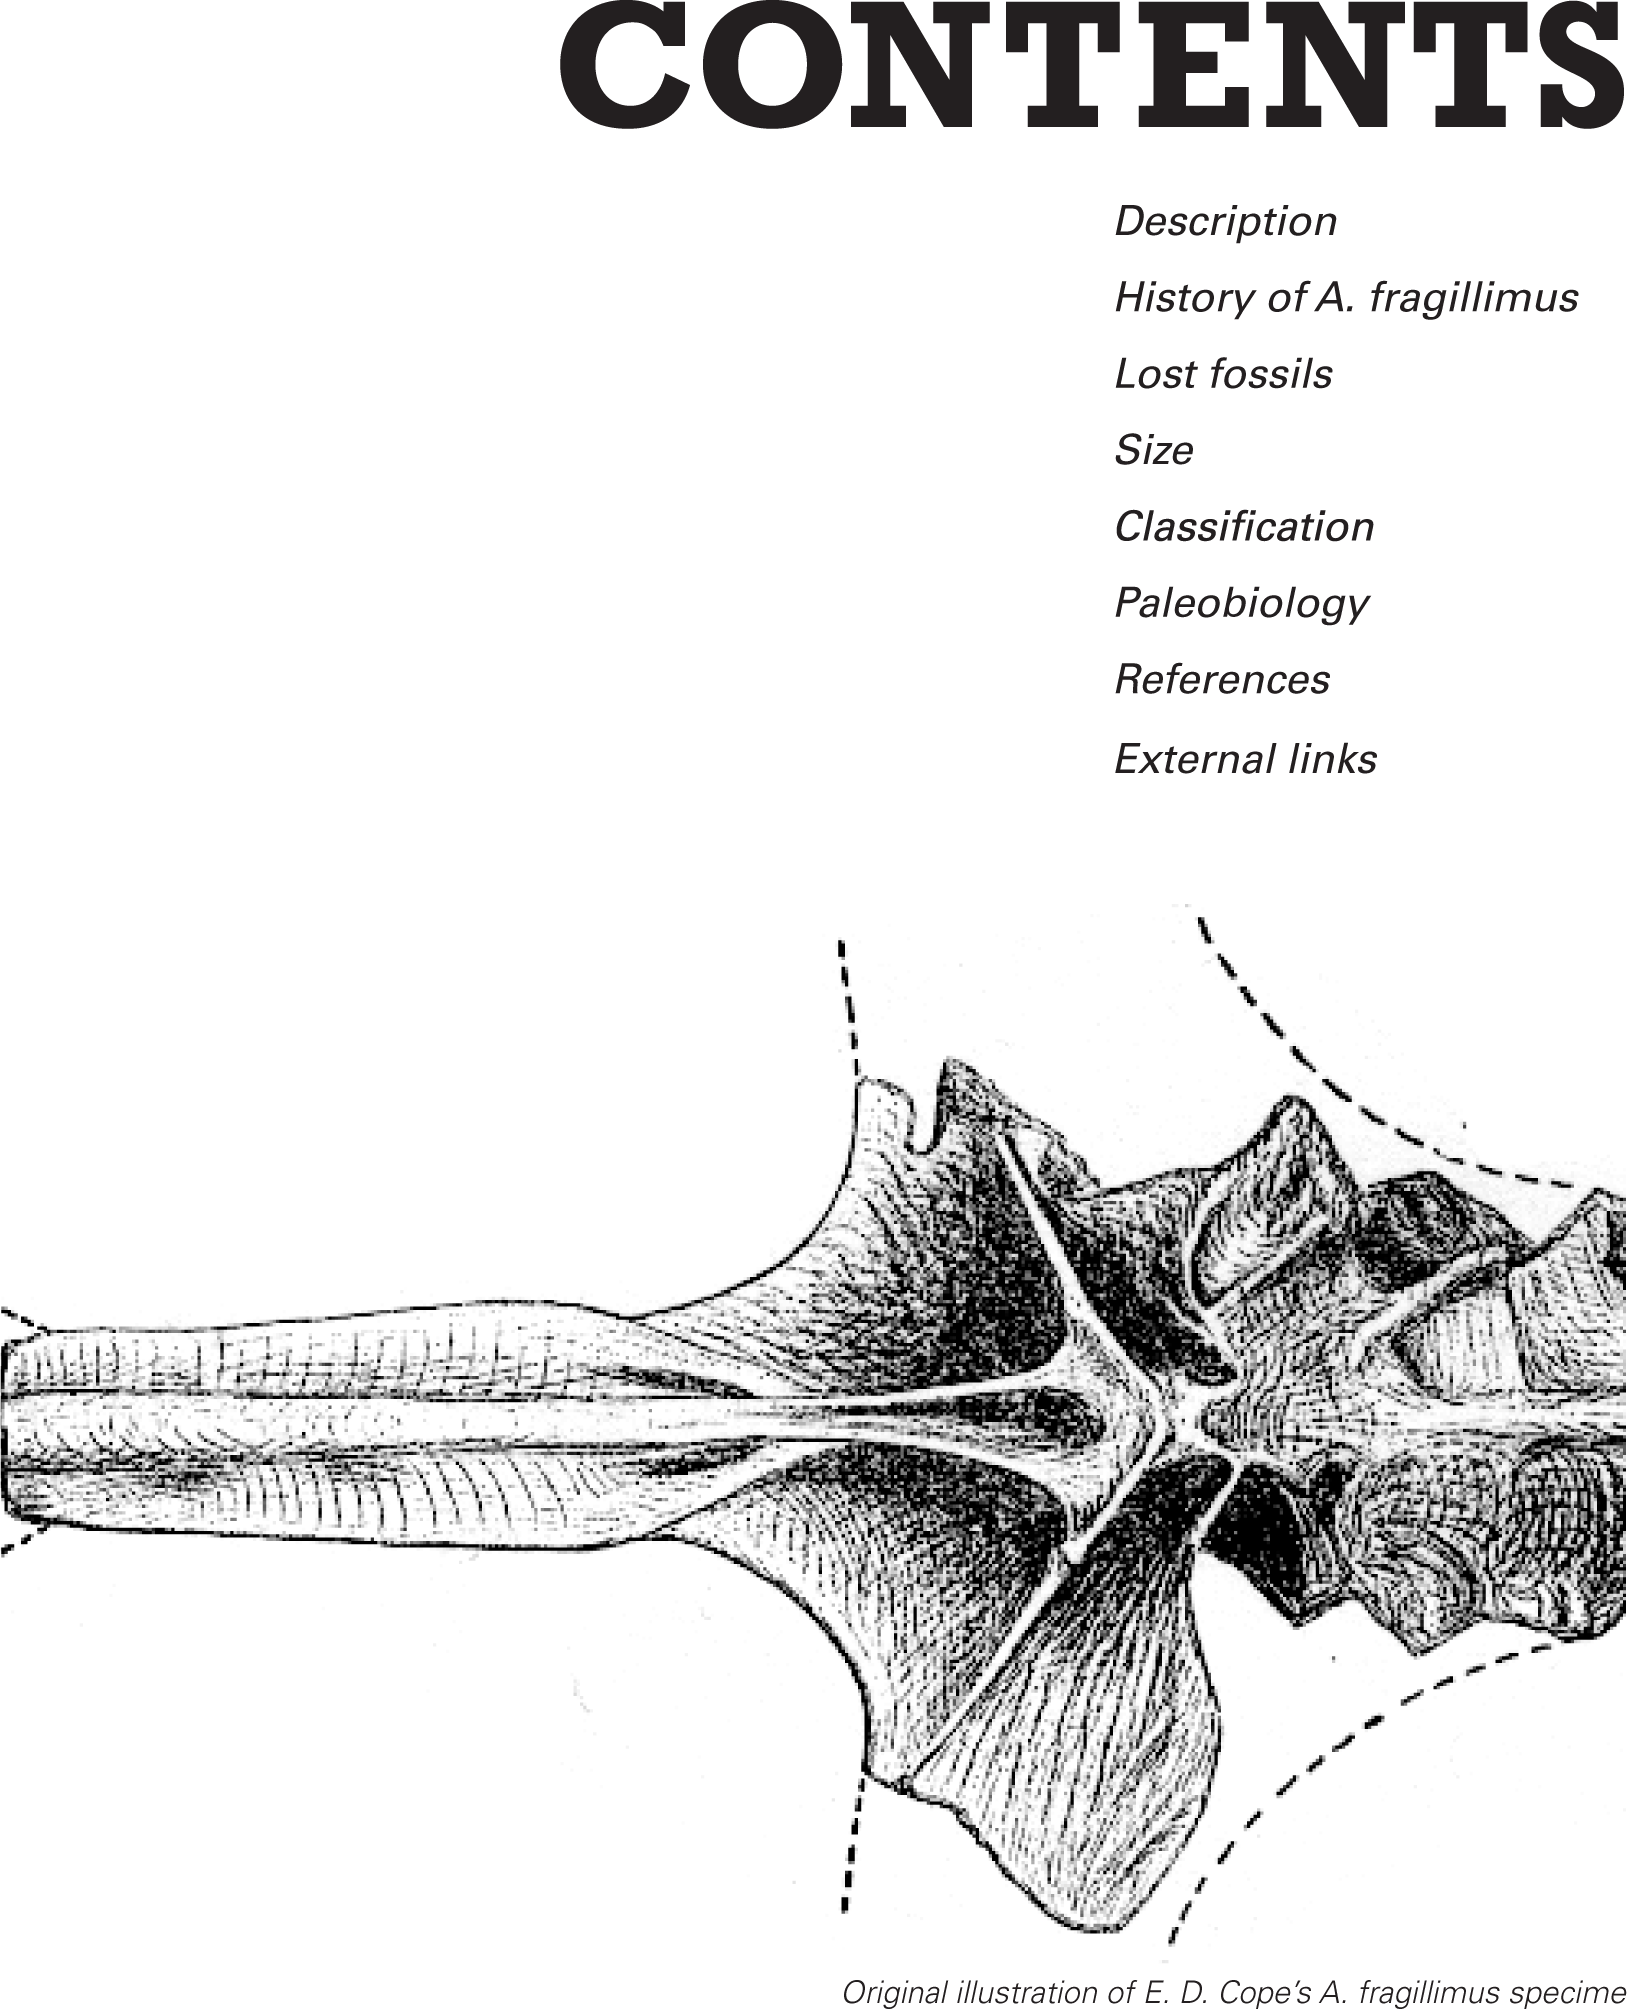 CONTENTS
Description
History of A. fragillimus
Lost fossils
Size
Classification
Paleobiology
References
External links
Original illustration of E. D. Cope's A. fragillimus specime